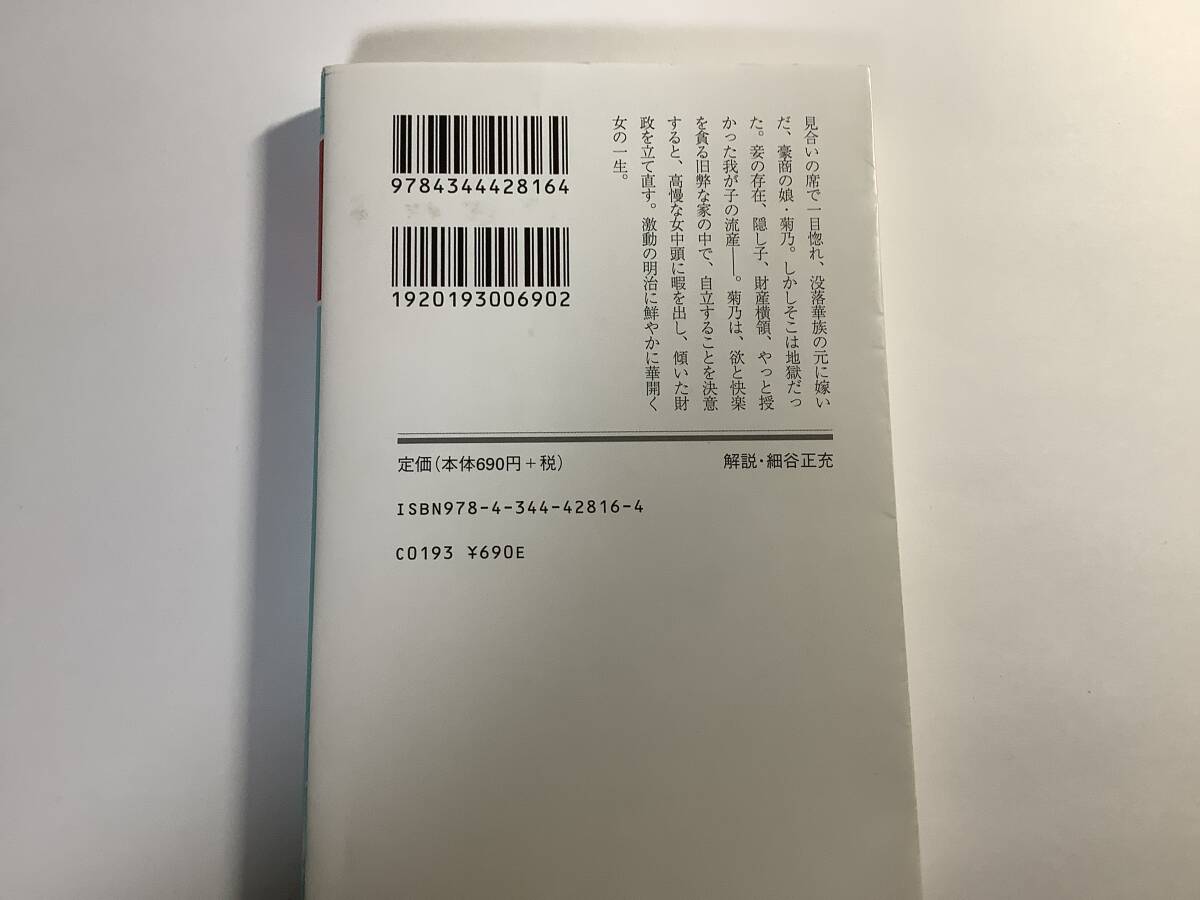 見合いの席で一目惚れ、没落華族の元に嫁い
だ、豪商の娘・菊乃。しかしそこは地獄だっ
た。妾の存在、隠し子、財産横領、やっと授
かった我が子の流産――。菊乃は、欲と快楽
を貪る旧弊な家の中で、自立することを決意
すると、高慢な女中頭に暇を出し、傾いた財
政を立て直す。激動の明治に鮮やかに華開く
女の一生。
9784344428164
1920193006902
定価(本体690円+税)
解説・細谷正充
ISBN978-4-344-42816-4
C0193 ¥690E